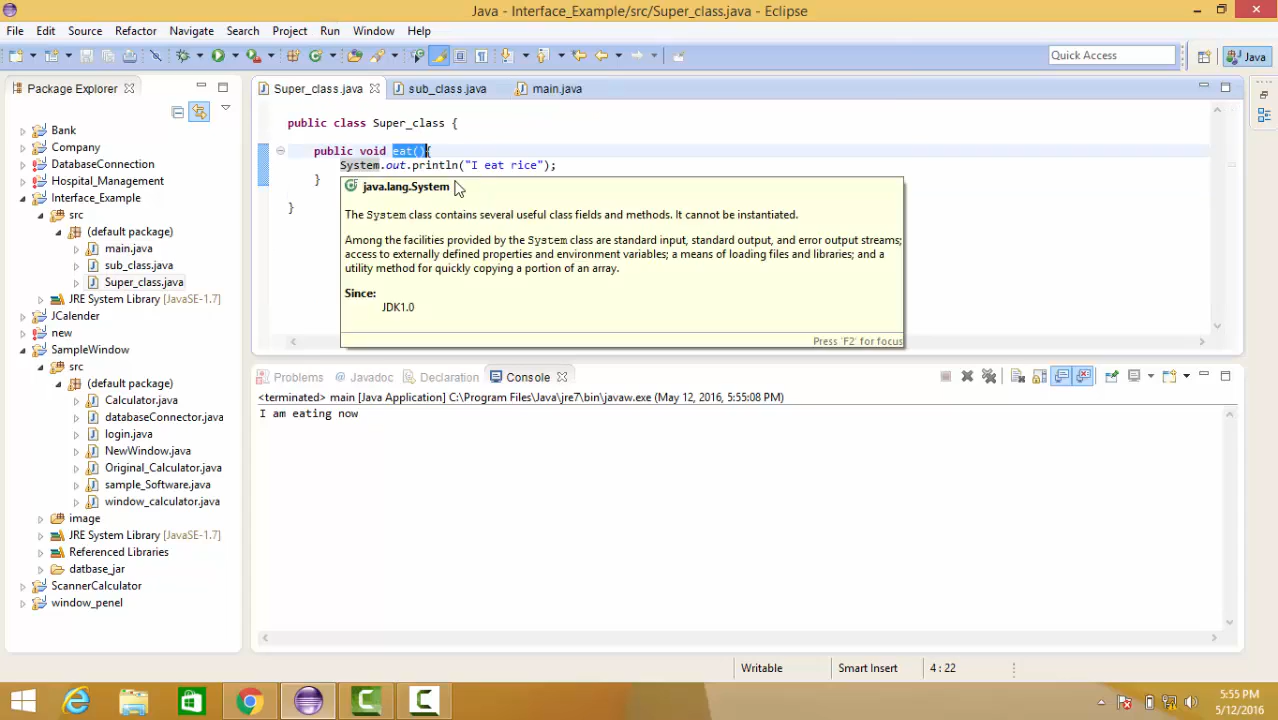 Java - Interface_Example/src/Super_class.java - Eclipse
File Edit Source Refactor Navigate Search Project Run Window Help
Quick Access
Java
Package Explorer
Super_class.java
sub_class.java
main.java
Bank
Company
DatabaseConnection
Hospital_Management
Interface_Example
src
(default package)
main.java
sub_class.java
Super_class.java
JRE System Library [JavaSE-1.7]
JCalender
new
SampleWindow
src
(default package)
Calculator.java
databaseConnector.java
login.java
NewWindow.java
Original_Calculator.java
sample_Software.java
window_calculator.java
image
JRE System Library [JavaSE-1.7]
Referenced Libraries
datbase_jar
ScannerCalculator
window_penel
public class Super_class {
public void eat(){
System.out.println("I eat rice");
}
}
java.lang.System
The System class contains several useful class fields and methods. It cannot be instantiated.
Among the facilities provided by the System class are standard input, standard output, and error output streams;
access to externally defined properties and environment variables; a means of loading files and libraries; and a
utility method for quickly copying a portion of an array.
Since:
JDK1.0
Press 'F2' for focus
Problems
Javadoc
Declaration
Console
<terminated> main [Java Application] C:\Program Files\Java\jre7\bin\javaw.exe (May 12, 2016, 5:55:08 PM)
I am eating now
Writable
Smart Insert
4 : 22
5:55 PM
5/12/2016